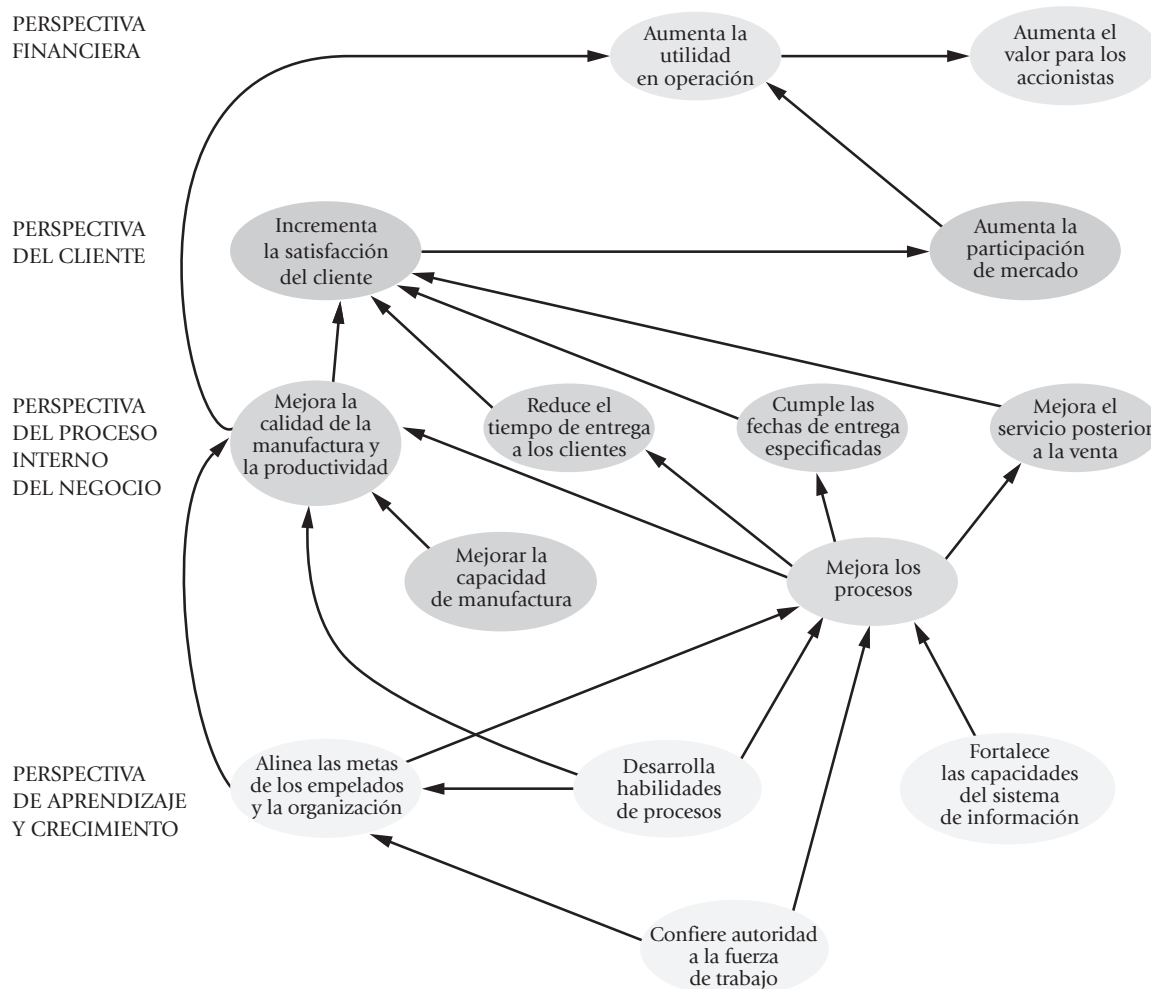 PERSPECTIVA
FINANCIERA
Aumenta la
utilidad
en operación
Aumenta el
valor para los
accionistas
PERSPECTIVA
DEL CLIENTE
Incrementa
la satisfacción
del cliente
Aumenta la
participación
de mercado
PERSPECTIVA
DEL PROCESO
INTERNO
DEL NEGOCIO
Mejora la
calidad de la
manufactura y
la productividad
Reduce el
tiempo de entrega
a los clientes
Cumple las
fechas de entrega
especificadas
Mejora el
servicio posterior
a la venta
Mejorar la
capacidad
de manufactura
Mejora los
procesos
PERSPECTIVA
DE APRENDIZAJE
Y CRECIMIENTO
Alinea las metas
de los empelados
y la organización
Desarrolla
habilidades
de procesos
Fortalece
las capacidades
del sistema
de información
Confiere autoridad
a la fuerza
de trabajo